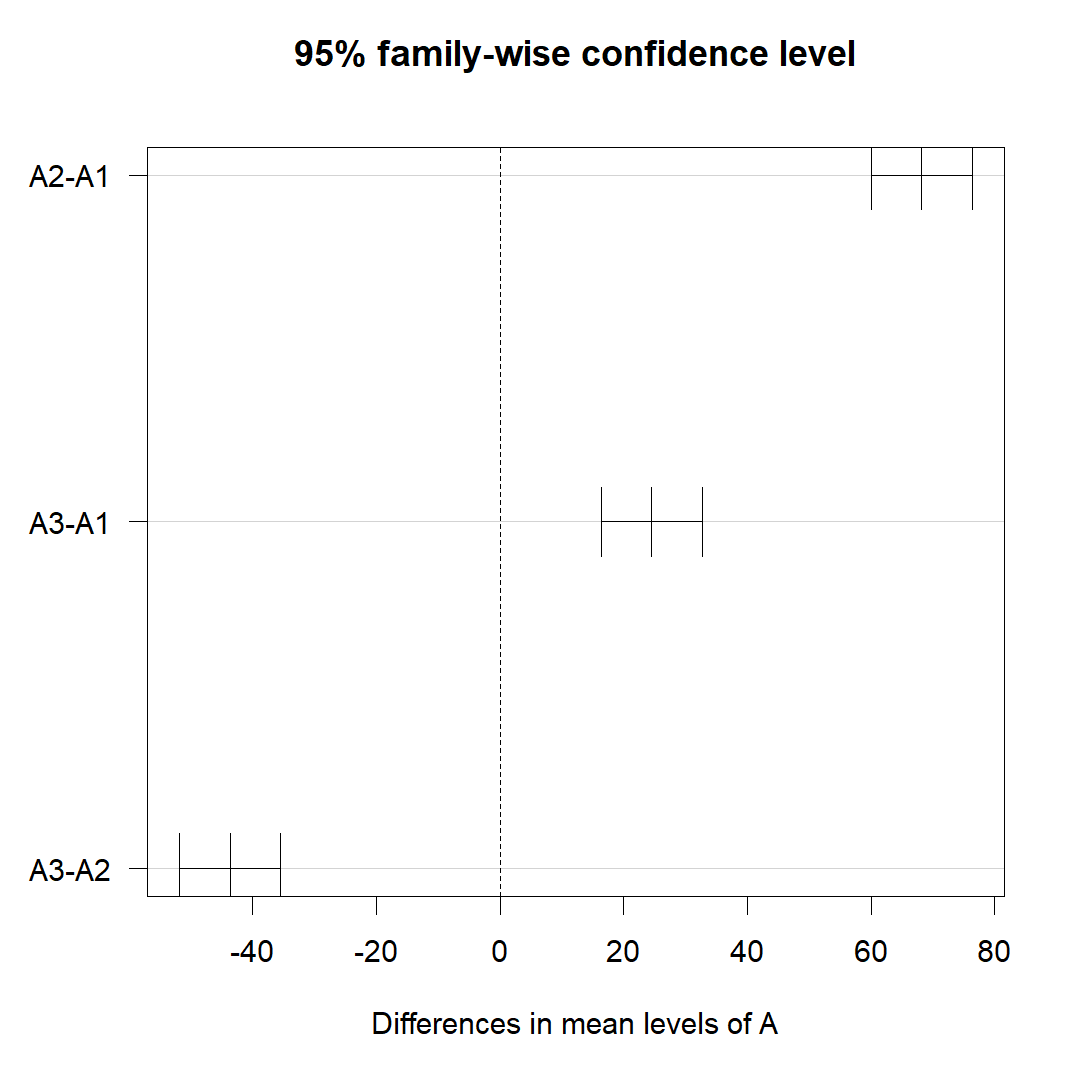 95% family-wise confidence level
A2-A1
A3-A1
A3-A2
-40 -20 0 20 40 60 80
Differences in mean levels of A